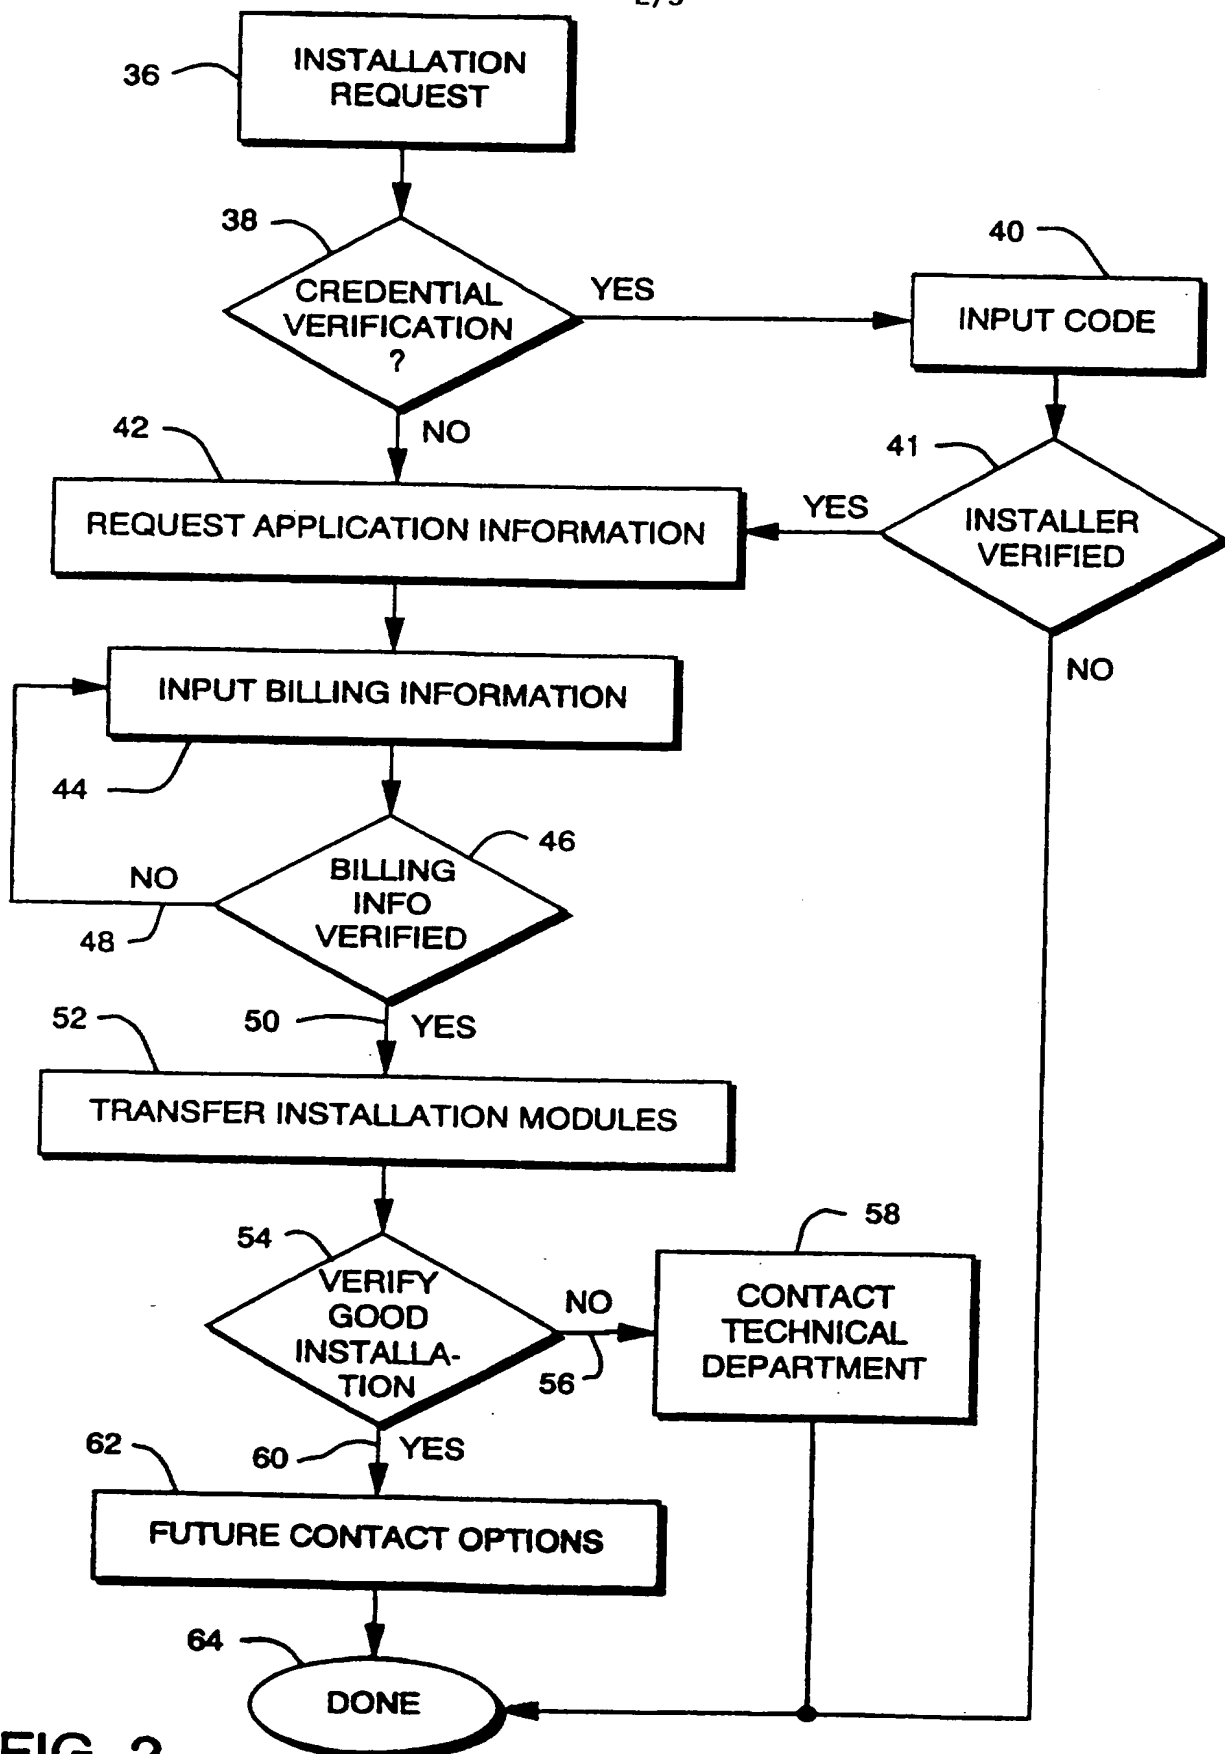 36
INSTALLATION
REQUEST
38
CREDENTIAL
VERIFICATION
?
YES
40
INPUT CODE
NO
42
REQUEST APPLICATION INFORMATION
YES
41
INSTALLER
VERIFIED
NO
INPUT BILLING INFORMATION
44
46
BILLING
INFO
VERIFIED
NO
48
50
YES
52
TRANSFER INSTALLATION MODULES
54
VERIFY
GOOD
INSTALLA-
TION
NO
56
58
CONTACT
TECHNICAL
DEPARTMENT
60
YES
62
FUTURE CONTACT OPTIONS
64
DONE
FIG. 2